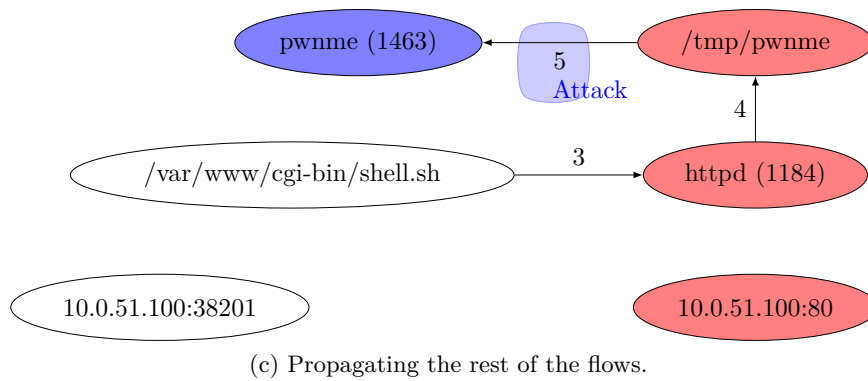 pwnme (1463)
5
Attack
/tmp/pwnme
4
/var/www/cgi-bin/shell.sh
3
httpd (1184)
10.0.51.100:38201
10.0.51.100:80
(c) Propagating the rest of the flows.